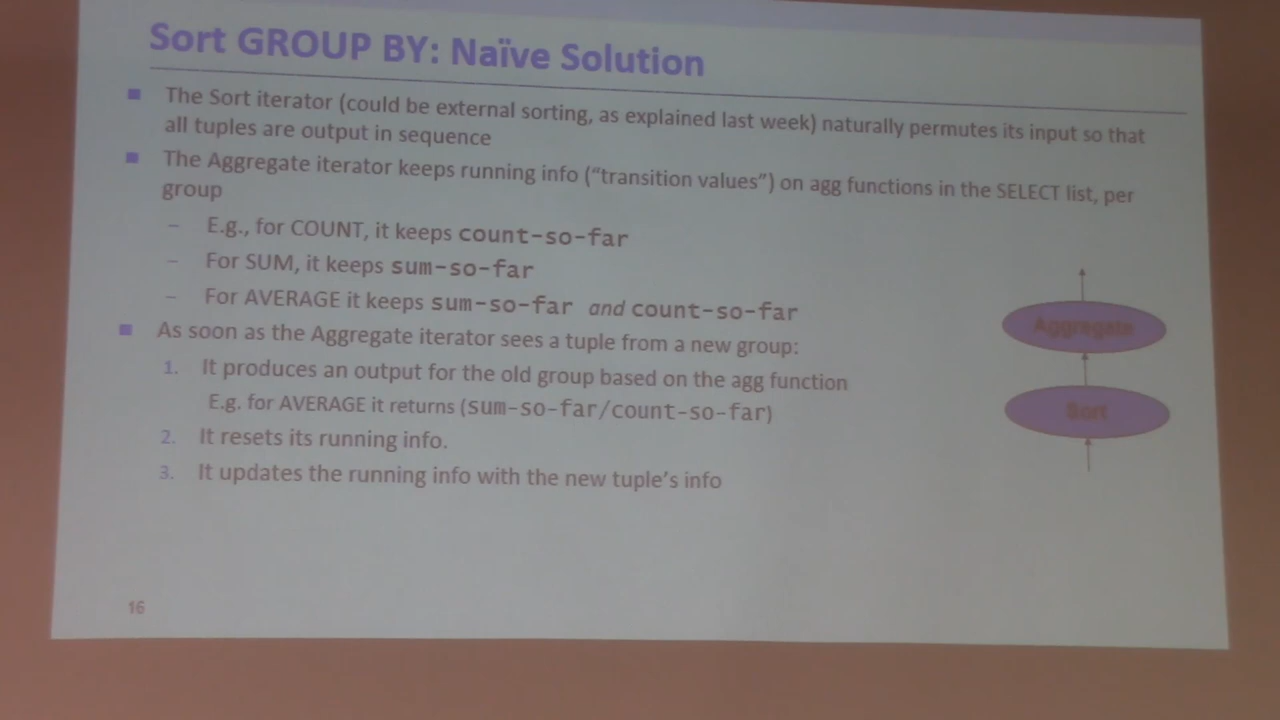 Sort GROUP BY: Naïve Solution
■ The Sort iterator (could be external sorting, as explained last week) naturally permutes its input so that
all tuples are output in sequence
■ The Aggregate iterator keeps running info (“transition values”) on agg functions in the SELECT list, per
group
– E.g., for COUNT, it keeps count-so-far
– For SUM, it keeps sum-so-far
– For AVERAGE it keeps sum-so-far and count-so-far
■ As soon as the Aggregate iterator sees a tuple from a new group:
1. It produces an output for the old group based on the agg function
E.g. for AVERAGE it returns (sum-so-far/count-so-far)
2. It resets its running info.
3. It updates the running info with the new tuple’s info
Aggregate
Sort
16